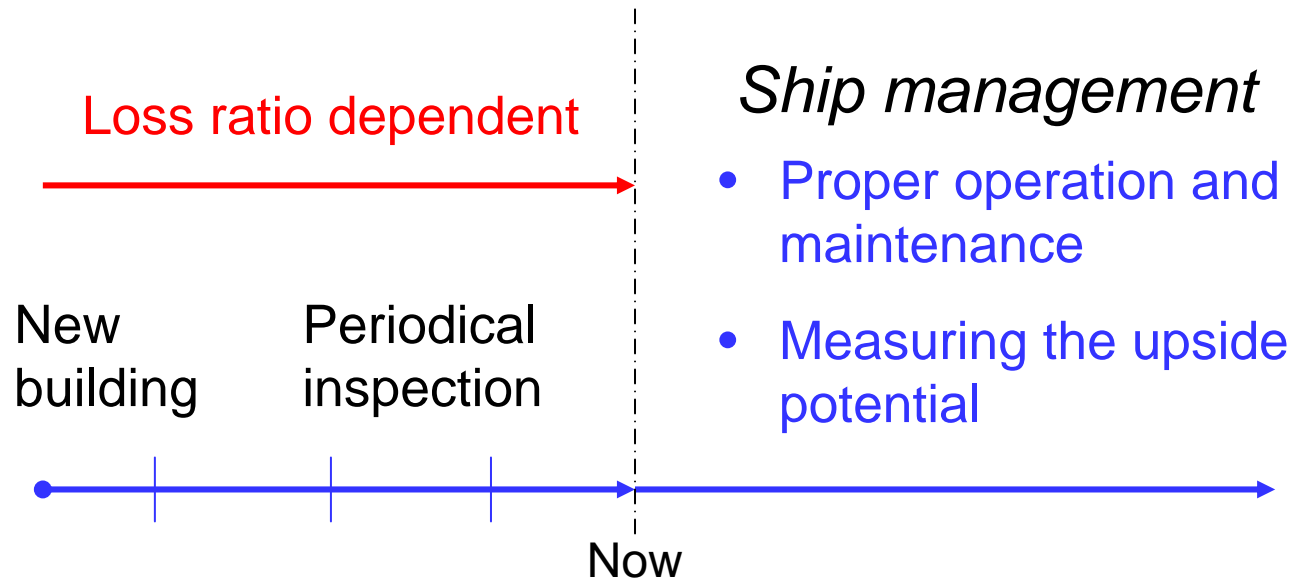 Loss ratio dependent
New
building
Periodical
inspection
Now
Ship management
• Proper operation and
maintenance
• Measuring the upside
potential